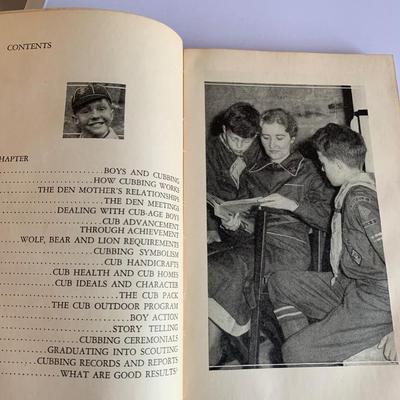 CONTENTS
CHAPTER
BOYS AND CUBBING
HOW CUBBING WORKS
THE DEN MOTHER'S RELATIONSHIPS
THE DEN MEETINGS
DEALING WITH CUB-AGE BOYS
CUB ADVANCEMENT
THROUGH ACHIEVEMENT
WOLF, BEAR AND LION REQUIREMENTS
CUBBING SYMBOLISM
CUB HANDICRAFTS
CUB HEALTH AND CUB HOMES
CUB IDEALS AND CHARACTER
THE CUB PACK
THE CUB OUTDOOR PROGRAM
BOY ACTION
STORY TELLING
CUBBING CEREMONIALS
GRADUATING INTO SCOUTING
CUBBING RECORDS AND REPORTS
WHAT ARE GOOD RESULTS?